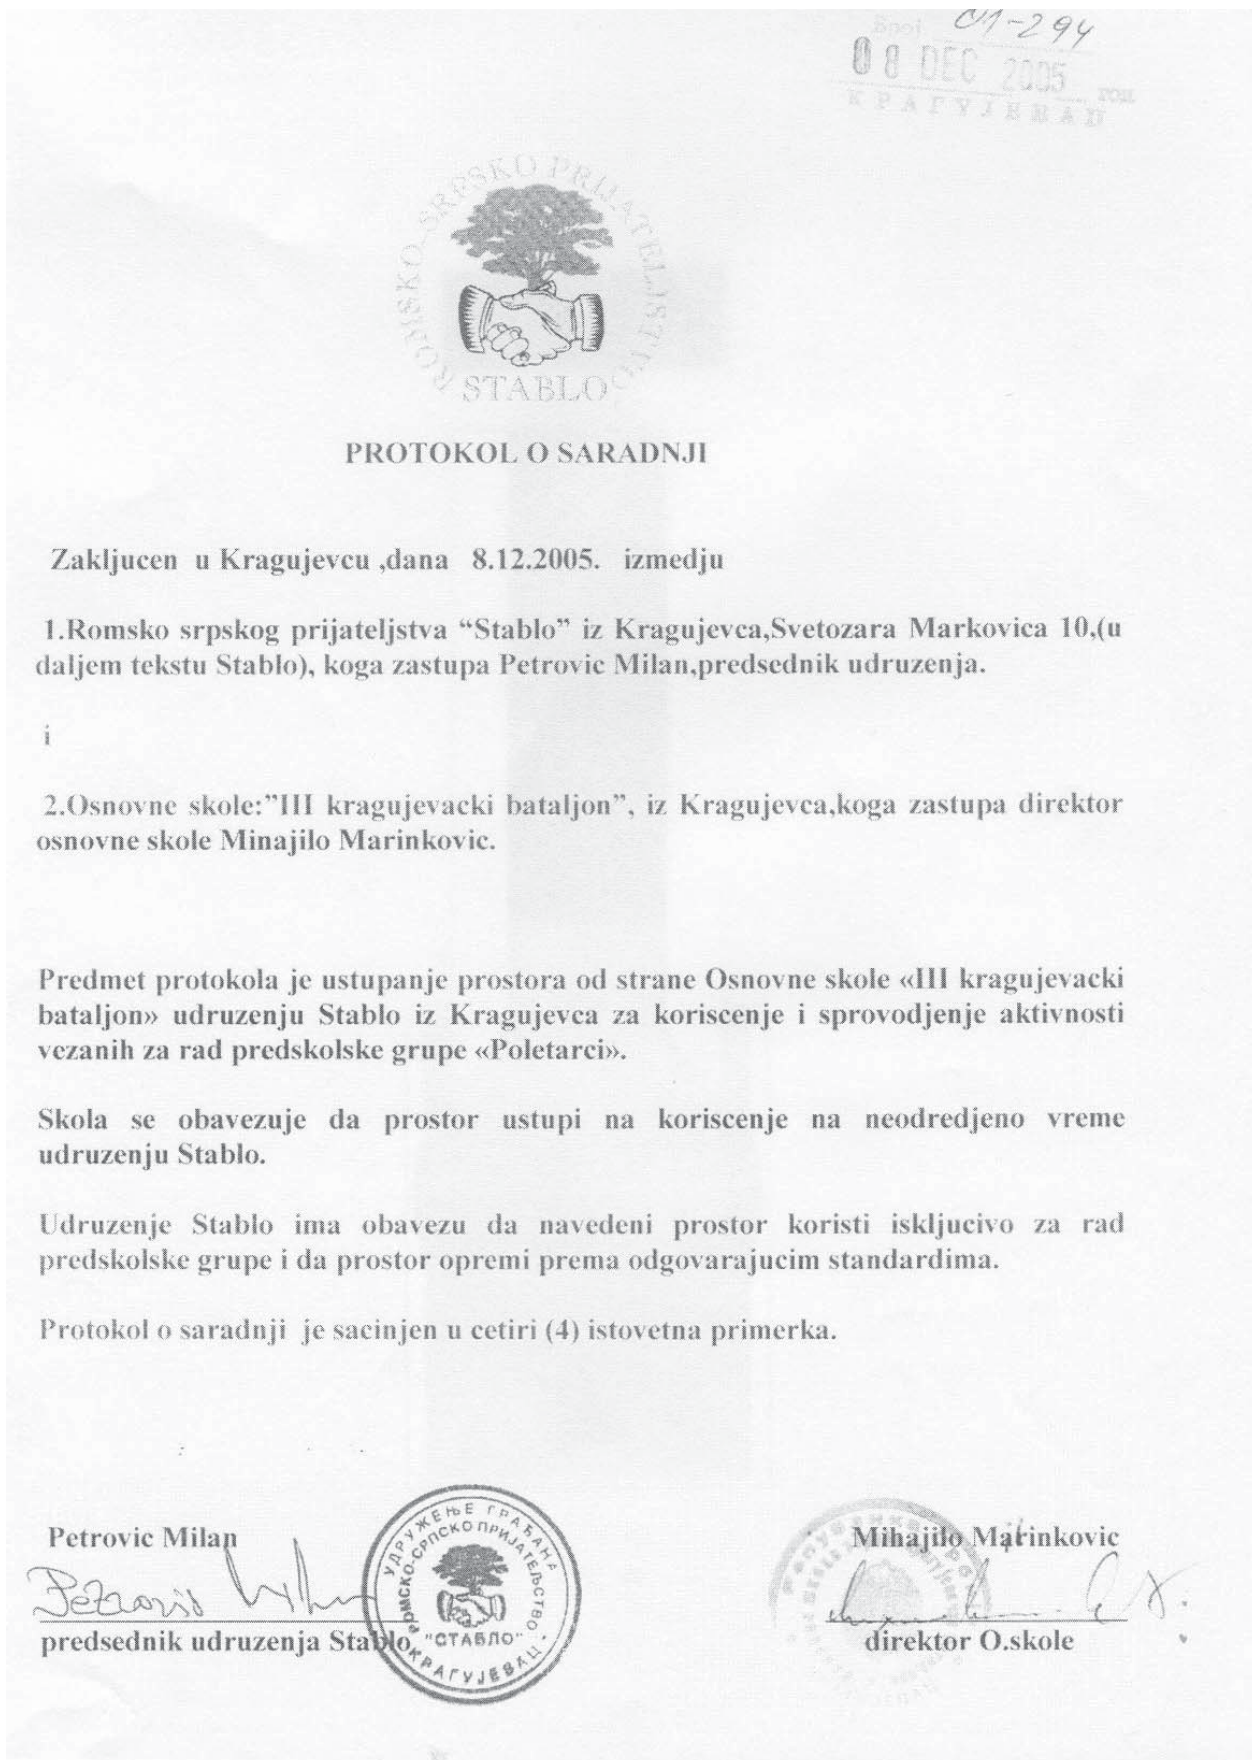 Broj 01-294
08 DEC 2005 год.
КРАГУЈЕВАЦ
ROMSKO-SRPSKO PRIJATELJSTVO
STABLO
PROTOKOL O SARADNJI
Zakljucen u Kragujevcu ,dana 8.12.2005. izmedju
1.Romsko srpskog prijateljstva “Stablo” iz Kragujevca,Svetozara Markovica 10,(u
daljem tekstu Stablo), koga zastupa Petrovic Milan,predsednik udruzenja.
i
2.Osnovne skole:”III kragujevacki bataljon”, iz Kragujevca,koga zastupa direktor
osnovne skole Minajilo Marinkovic.
Predmet protokola je ustupanje prostora od strane Osnovne skole «III kragujevacki
bataljon» udruzenju Stablo iz Kragujevca za koriscenje i sprovodjenje aktivnosti
vezanih za rad predskolske grupe «Poletarci».
Skola se obavezuje da prostor ustupi na koriscenje na neodredjeno vreme
udruzenju Stablo.
Udruzenje Stablo ima obavezu da navedeni prostor koristi iskljucivo za rad
predskolske grupe i da prostor opremi prema odgovarajucim standardima.
Protokol o saradnji je sacinjen u cetiri (4) istovetna primerka.
Petrovic Milan
Petrovic
predsednik udruzenja Stablo
УДРУЖЕЊЕ ГРАЂАНА
РОМСКО-СРПСКО ПРИЈАТЕЉСТВО
"СТАБЛО"
КРАГУЈЕВАЦ
Mihajilo Marinkovic
direktor O.skole